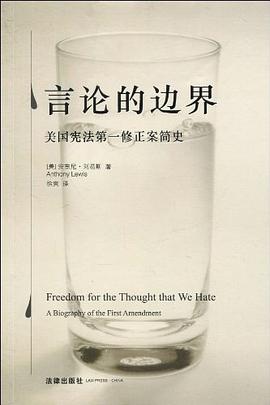 言论的边界
美国宪法第一修正案简史
[美] 安东尼·刘易斯 著
Anthony Lewis
徐爽 译
Freedom for the Thought that We Hate
A Biography of the First Amendment
法律出版社 LAW PRESS · CHINA